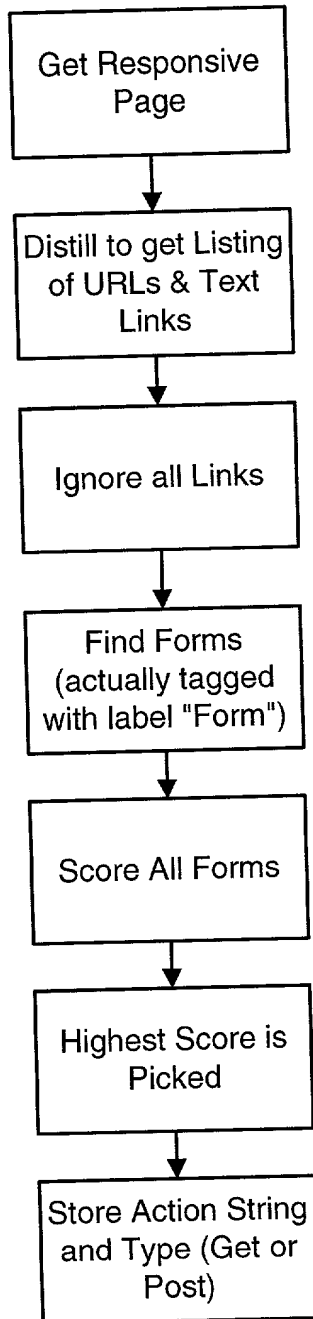 Get Responsive
Page
Distill to get Listing
of URLs & Text
Links
Ignore all Links
Find Forms
(actually tagged
with label "Form")
Score All Forms
Highest Score is
Picked
Store Action String
and Type (Get or
Post)